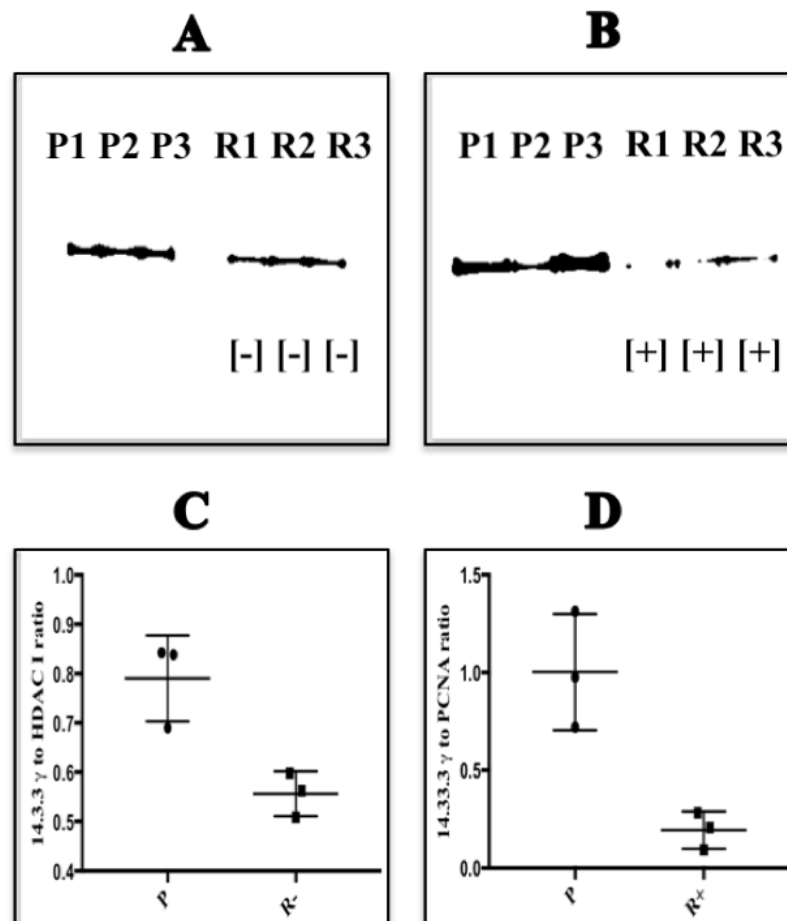 A
P1 P2 P3 R1 R2 R3
[-] [-] [-]
B
P1 P2 P3 R1 R2 R3
[+] [+] [+]
C
14.3.3 γ to HDAC I ratio
1.0
0.9
0.8
0.7
0.6
0.5
0.4
P
R-
D
14.33.3 γ to PCNA ratio
1.5
1.0
0.5
0.0
P
R+